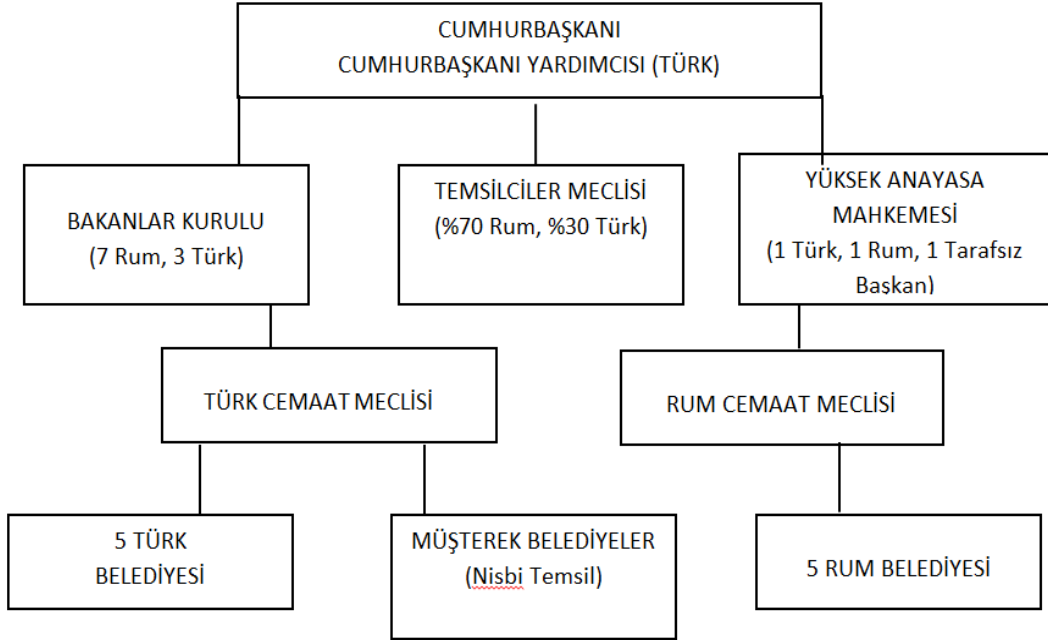 CUMHURBAŞKANI
CUMHURBAŞKANI YARDIMCISI (TÜRK)
BAKANLAR KURULU
(7 Rum, 3 Türk)
TEMSİLCİLER MECLİSİ
(%70 Rum, %30 Türk)
YÜKSEK ANAYASA
MAHKEMESİ
(1 Türk, 1 Rum, 1 Tarafsız
Başkan)
TÜRK CEMAAT MECLİSİ
RUM CEMAAT MECLİSİ
5 TÜRK
BELEDİYESİ
MÜŞTEREK BELEDİYELER
(Nisbi Temsil)
5 RUM BELEDİYESİ